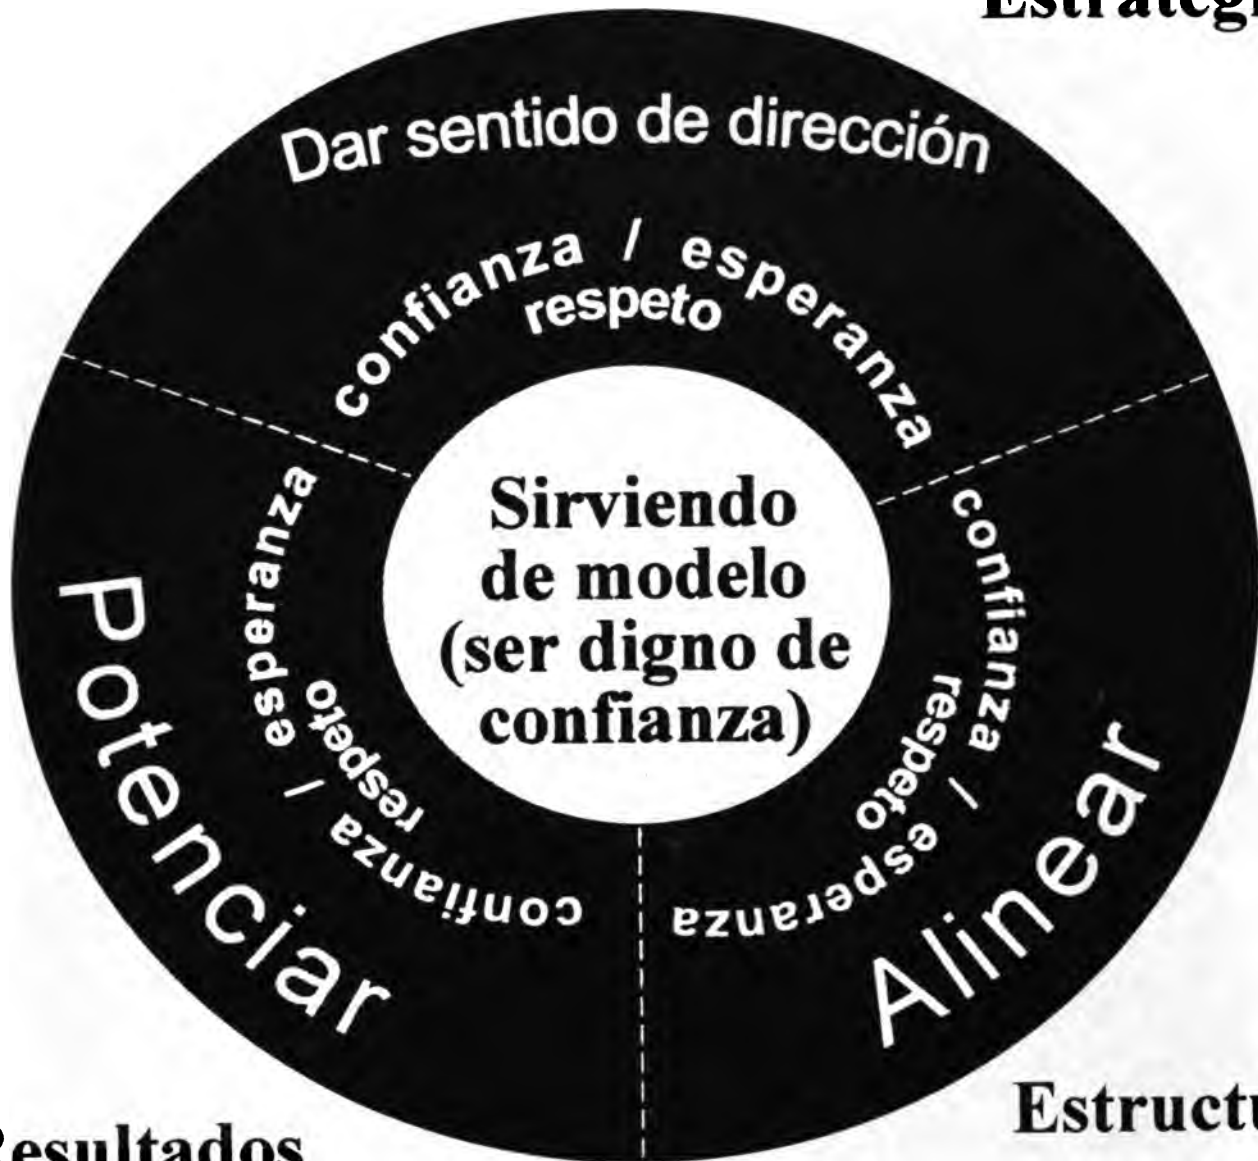 Dar sentido de dirección
confianza / esperanza
respeto
Sirviendo
de modelo
(ser digno de
confianza)
confianza / esperanza
respeto
Alinear
confianza / esperanza
respeto
Potenciar